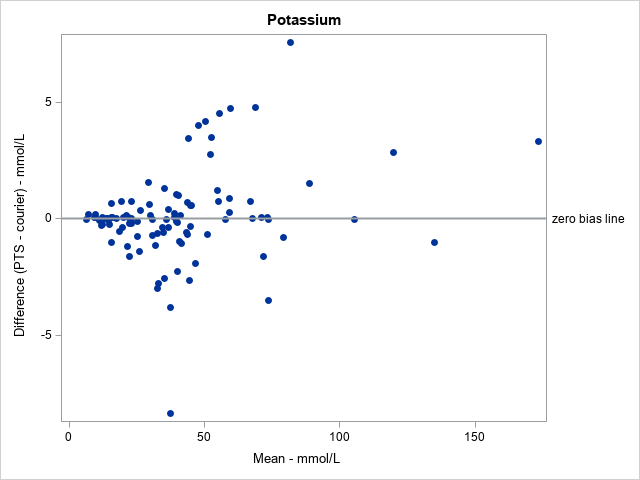 Potassium
Difference (PTS - courier) - mmol/L
5
0
-5
zero bias line
0
50
100
150
Mean - mmol/L